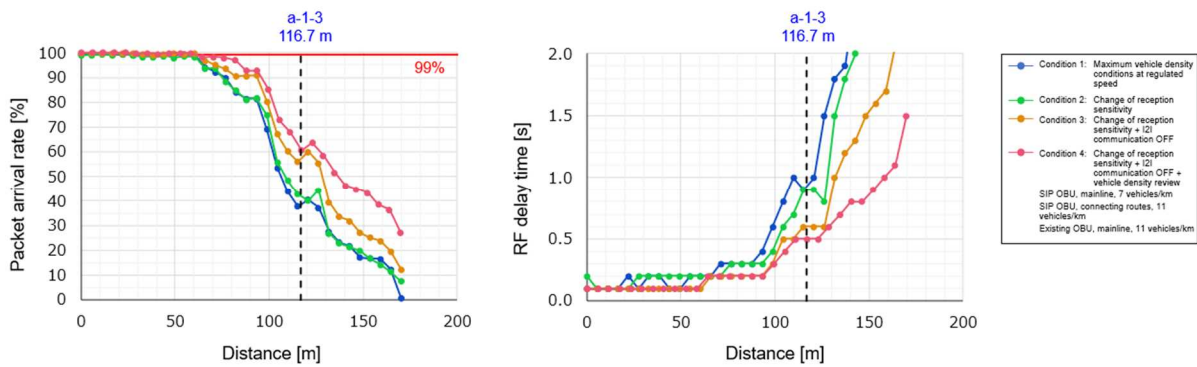 a-1-3
116.7 m
100
90
80
70
60
50
40
30
20
10
0
99%
0
50
100
150
200
Packet arrival rate [%]
Distance [m]
a-1-3
116.7 m
2.0
1.5
1.0
0.5
0.0
0
50
100
150
200
RF delay time [s]
Distance [m]
Condition 1: Maximum vehicle density
conditions at regulated
speed
Condition 2: Change of reception
sensitivity
Condition 3: Change of reception
sensitivity + I2I
communication OFF
Condition 4: Change of reception
sensitivity + I2I
communication OFF +
vehicle density review
SIP OBU, mainline, 7 vehicles/km
SIP OBU, connecting routes, 11
vehicles/km
Existing OBU, mainline, 11 vehicles/km